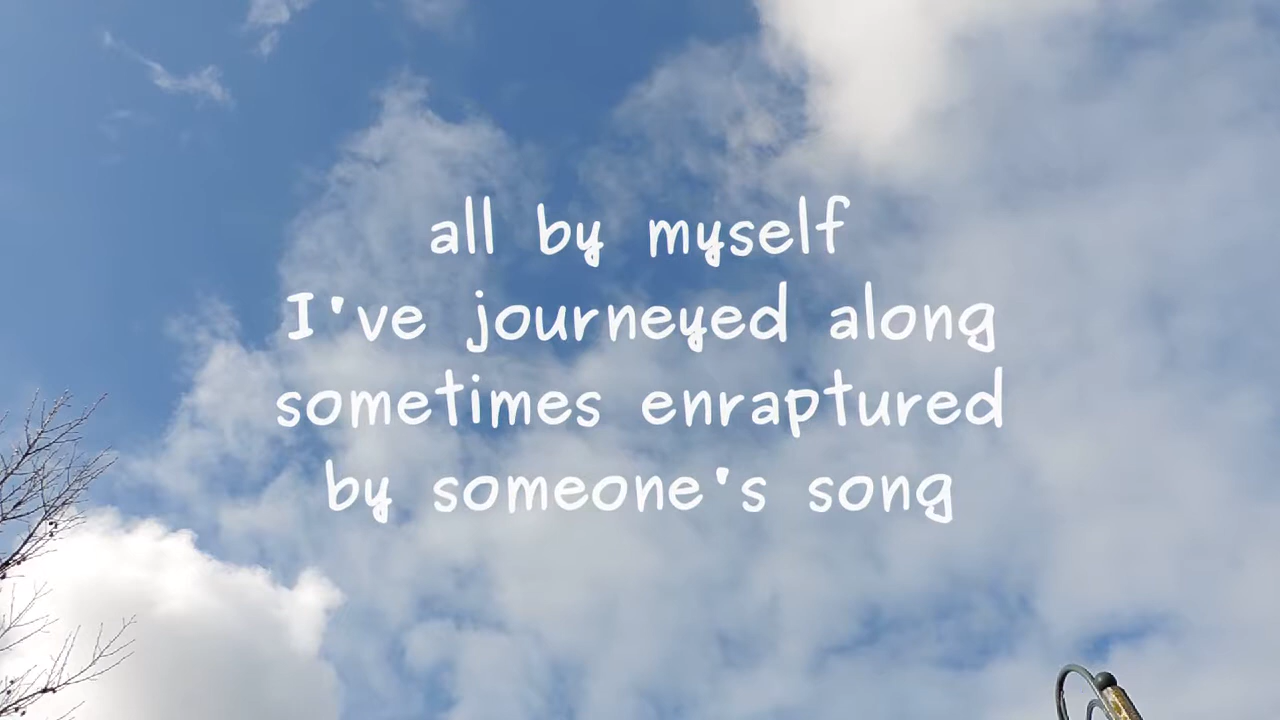 all by myself
I've journeyed along
sometimes enraptured
by someone's song